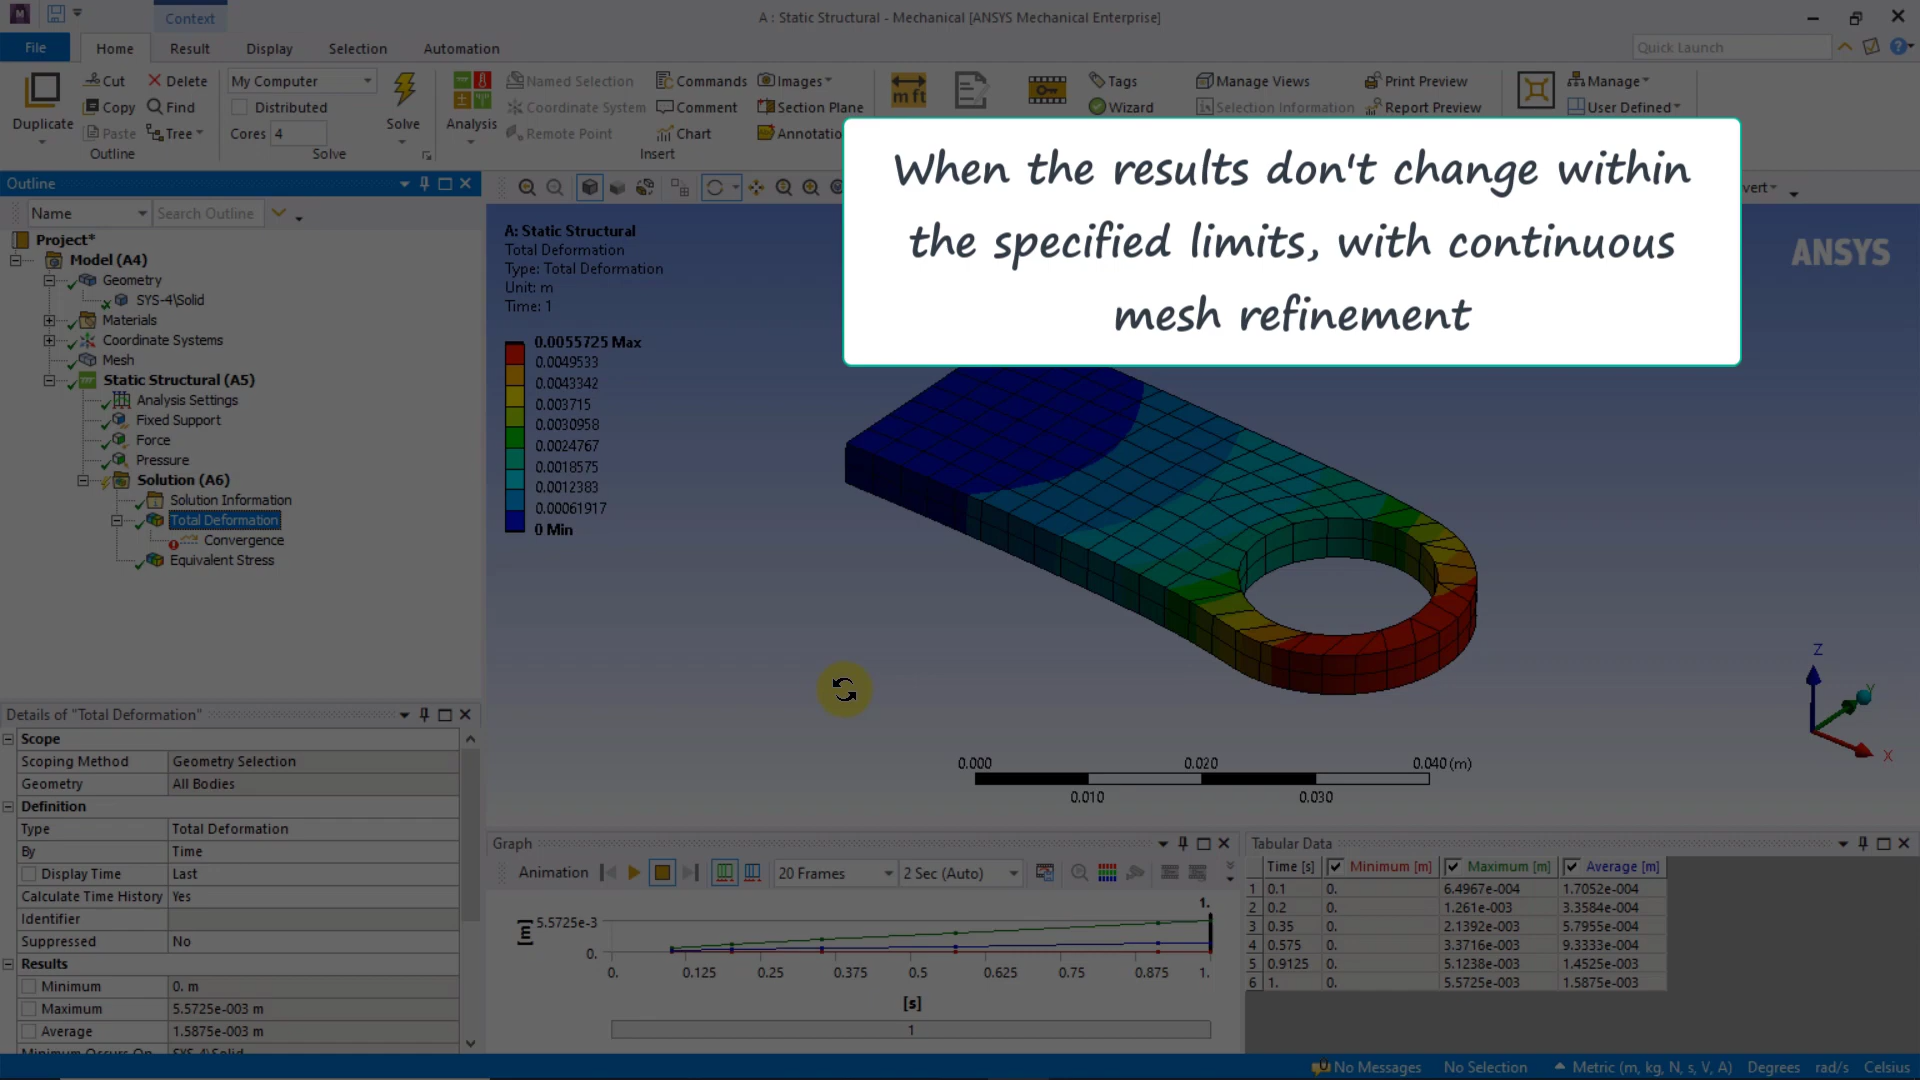 Context
A : Static Structural - Mechanical [ANSYS Mechanical Enterprise]
File
Home
Result
Display
Selection
Automation
Quick Launch
Duplicate
Cut
Copy
Paste
Delete
Find
Tree
Outline
My Computer
Distributed
Cores 4
Solve
Solve
Analysis
Named Selection
Coordinate System
Remote Point
Commands
Comment
Chart
Images
Section Plane
Annotatio
Insert
Tags
Wizard
Manage Views
Selection Information
Print Preview
Report Preview
Manage
User Defined
When the results don't change within
the specified limits, with continuous
mesh refinement
Outline
Name
Search Outline
vert
Project*
Model (A4)
Geometry
SYS-4\Solid
Materials
Coordinate Systems
Mesh
Static Structural (A5)
Analysis Settings
Fixed Support
Force
Pressure
Solution (A6)
Solution Information
Total Deformation
Convergence
Equivalent Stress
A: Static Structural
Total Deformation
Type: Total Deformation
Unit: m
Time: 1
0.0055725 Max
0.0049533
0.0043342
0.003715
0.0030958
0.0024767
0.0018575
0.0012383
0.00061917
0 Min
ANSYS
Z
Y
X
0.000
0.020
0.040 (m)
0.010
0.030
Details of "Total Deformation"
Scope
Scoping Method Geometry Selection
Geometry All Bodies
Definition
Type Total Deformation
By Time
Display Time Last
Calculate Time History Yes
Identifier
Suppressed No
Results
Minimum 0. m
Maximum 5.5725e-003 m
Average 1.5875e-003 m
Minimum Occurs On SYS-4\Solid
Graph
Animation
20 Frames
2 Sec (Auto)
1.
[m]
5.5725e-3
0.
0. 0.125 0.25 0.375 0.5 0.625 0.75 0.875 1.
[s]
1
Tabular Data
Time [s] Minimum [m] Maximum [m] Average [m]
1 0.1 0. 6.4967e-004 1.7052e-004
2 0.2 0. 1.261e-003 3.3584e-004
3 0.35 0. 2.1392e-003 5.7955e-004
4 0.575 0. 3.3716e-003 9.3333e-004
5 0.9125 0. 5.1238e-003 1.4525e-003
6 1. 0. 5.5725e-003 1.5875e-003
No Messages
No Selection
Metric (m, kg, N, s, V, A)
Degrees
rad/s
Celsius